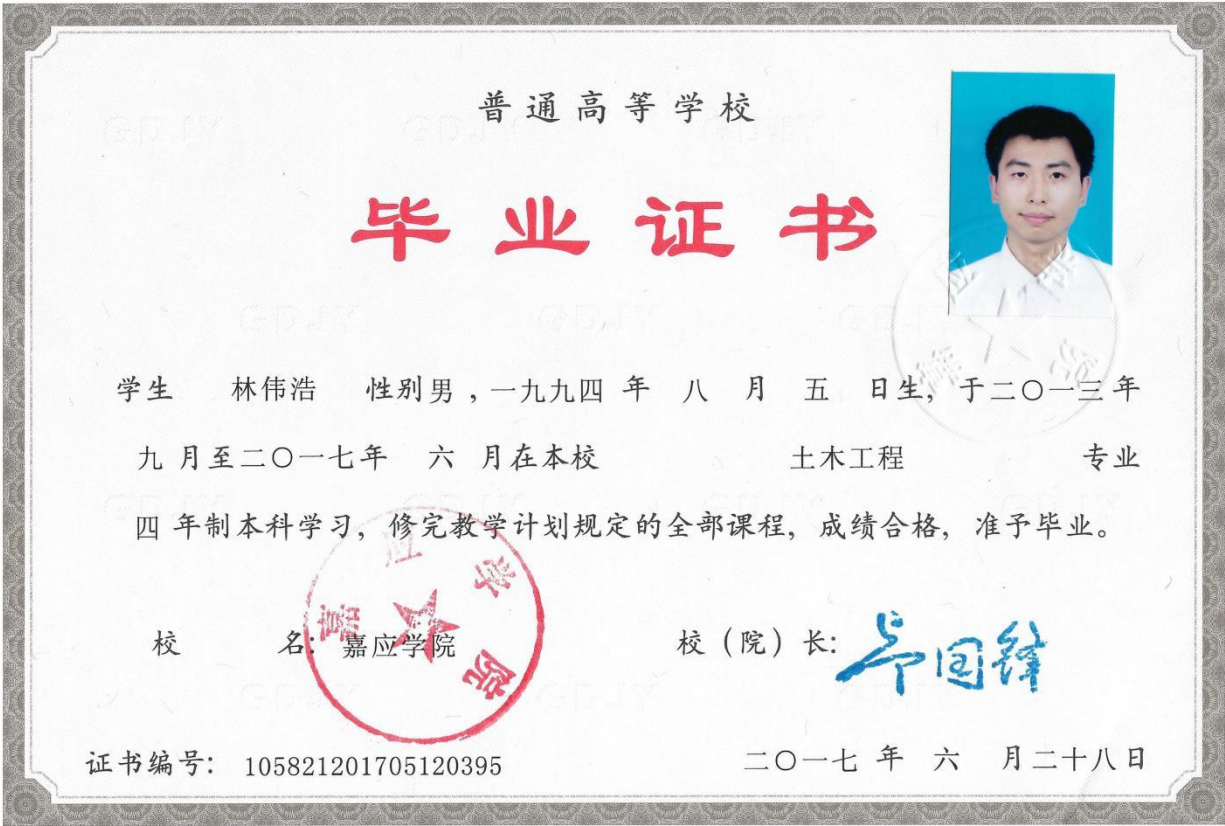 普通高等学校
毕业证书
学生 林伟浩 性别男，一九九四 年 八 月 五 日生，于二〇一三年
九 月至二〇一七年 六 月在本校 土木工程 专业
四 年制本科学习，修完教学计划规定的全部课程，成绩合格，准予毕业。
校 名：嘉应学院 校（院）长：
嘉应学院
证书编号：105821201705120395 二〇一七 年 六 月二十八日